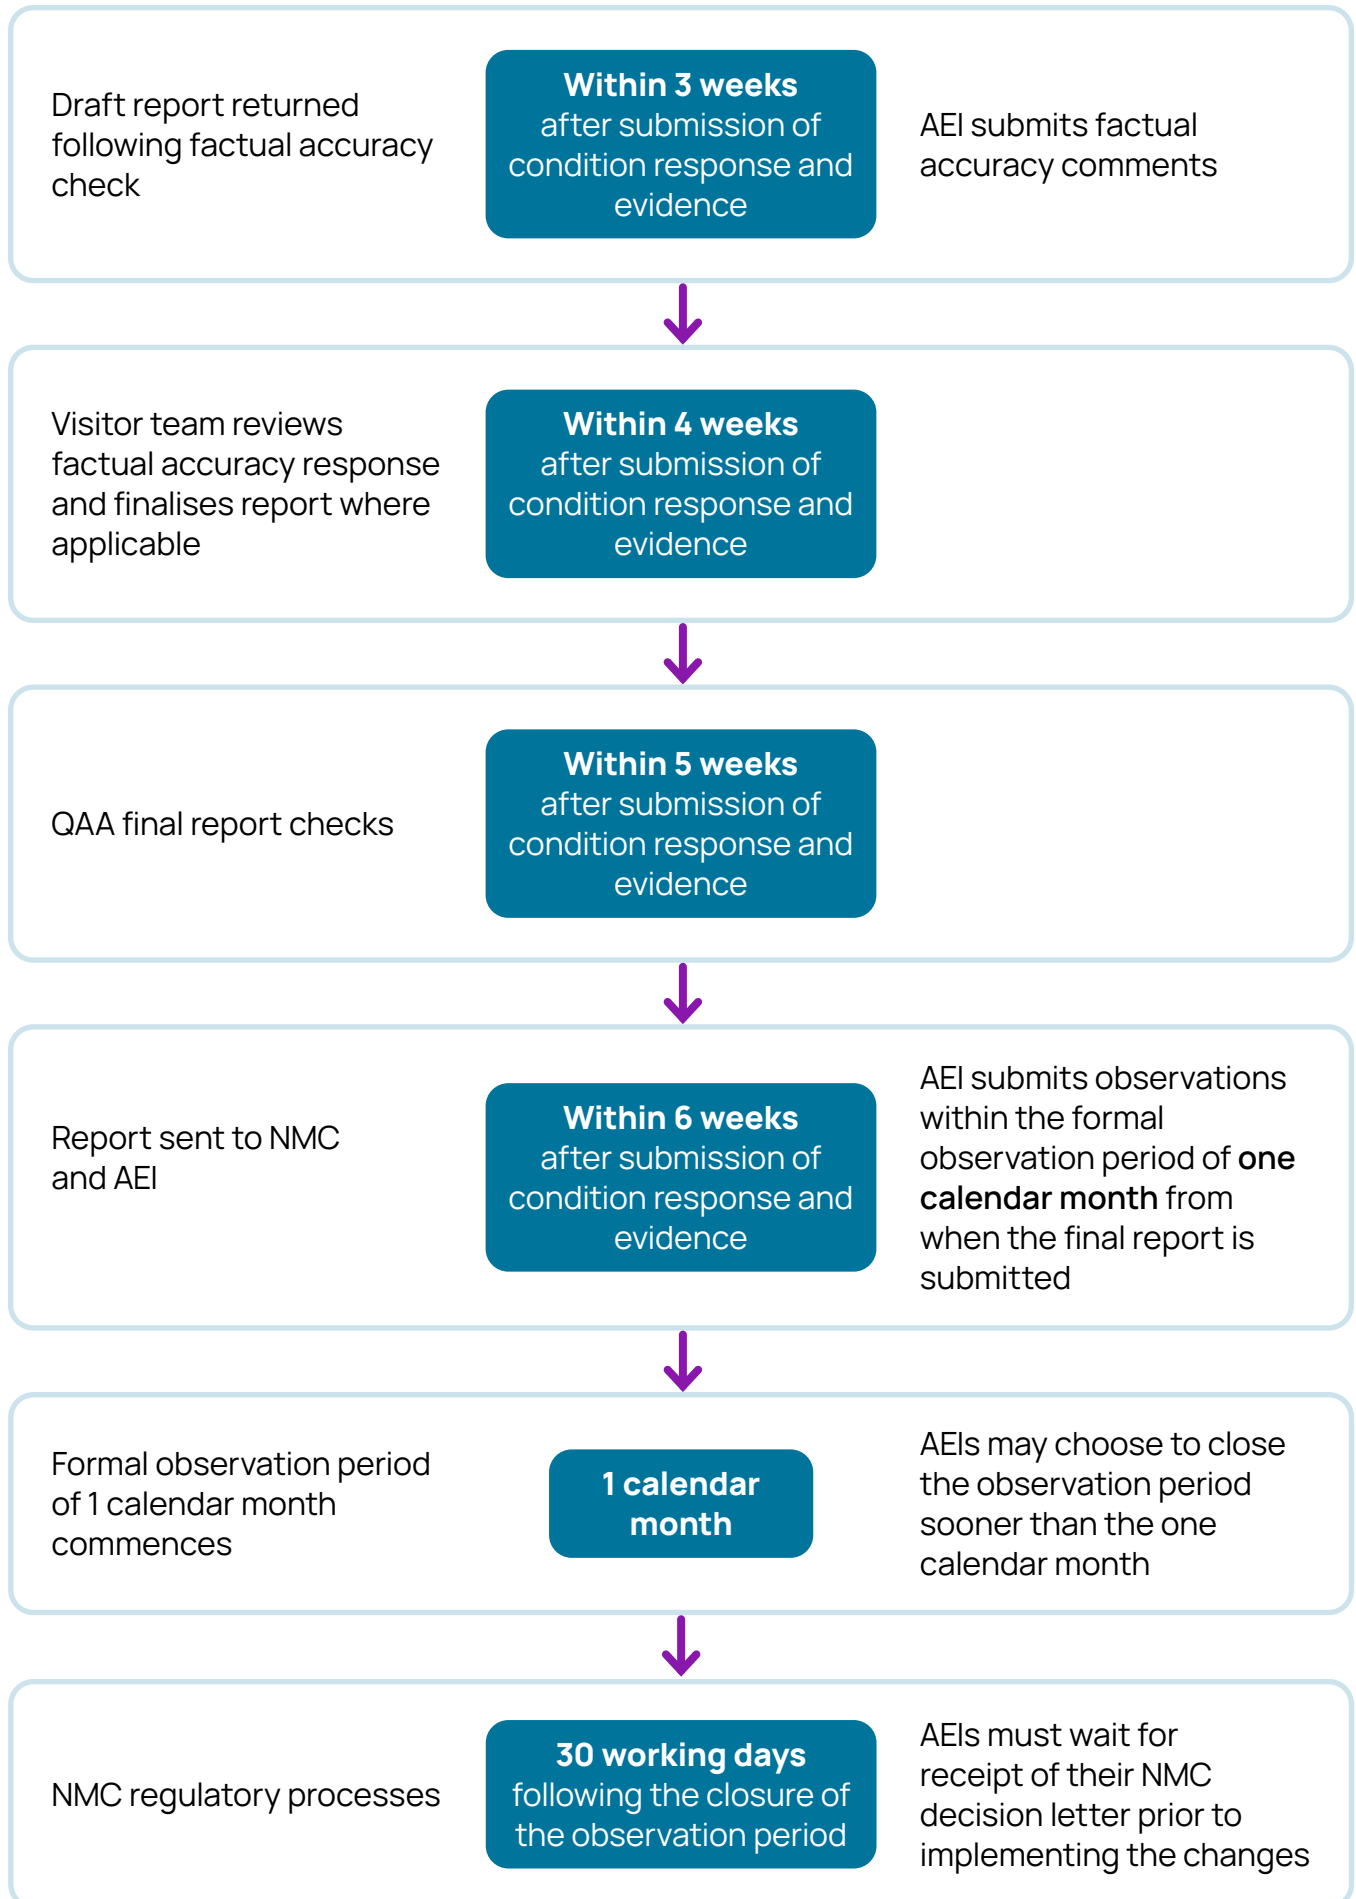 Draft report returned
following factual accuracy
check
Within 3 weeks
after submission of
condition response and
evidence
AEI submits factual
accuracy comments
Visitor team reviews
factual accuracy response
and finalises report where
applicable
Within 4 weeks
after submission of
condition response and
evidence
QAA final report checks
Within 5 weeks
after submission of
condition response and
evidence
Report sent to NMC
and AEI
Within 6 weeks
after submission of
condition response and
evidence
AEI submits observations
within the formal
observation period of one
calendar month from
when the final report is
submitted
Formal observation period
of 1 calendar month
commences
1 calendar
month
AEIs may choose to close
the observation period
sooner than the one
calendar month
NMC regulatory processes
30 working days
following the closure of
the observation period
AEIs must wait for
receipt of their NMC
decision letter prior to
implementing the changes